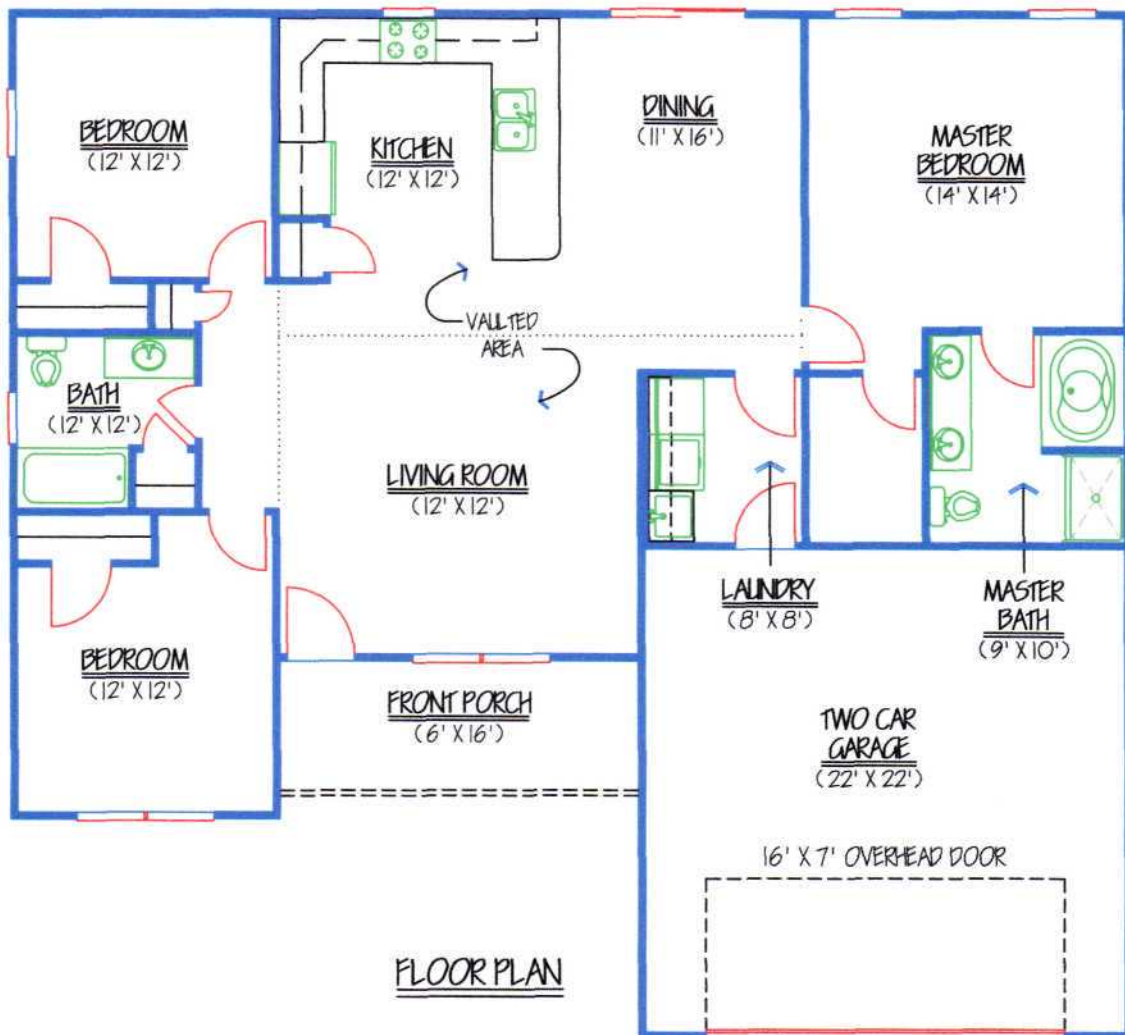 BEDROOM
(12' X 12')
KITCHEN
(12' X 12')
DINING
(11' X 16')
MASTER
BEDROOM
(14' X 14')
VAULTED
AREA
BATH
(12' X 12')
LIVING ROOM
(12' X 12')
LAUNDRY
(8' X 8')
MASTER
BATH
(9' X 10')
BEDROOM
(12' X 12')
FRONT PORCH
(6' X 16')
TWO CAR
GARAGE
(22' X 22')
16' X 7' OVERHEAD DOOR
FLOOR PLAN